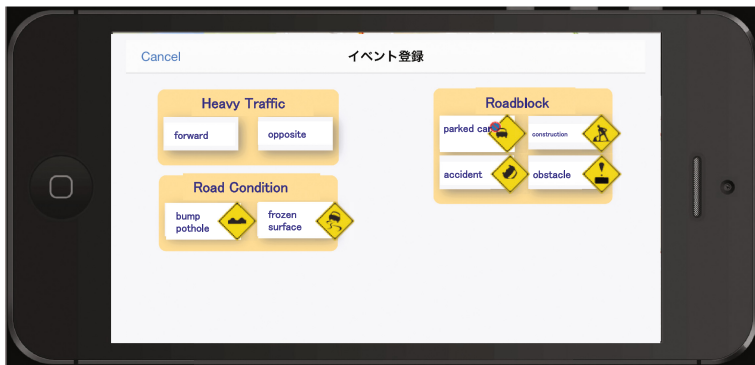 Cancel
イベント登録
Heavy Traffic
forward
opposite
Road Condition
bump
pothole
frozen
surface
Roadblock
parked car
construction
accident
obstacle